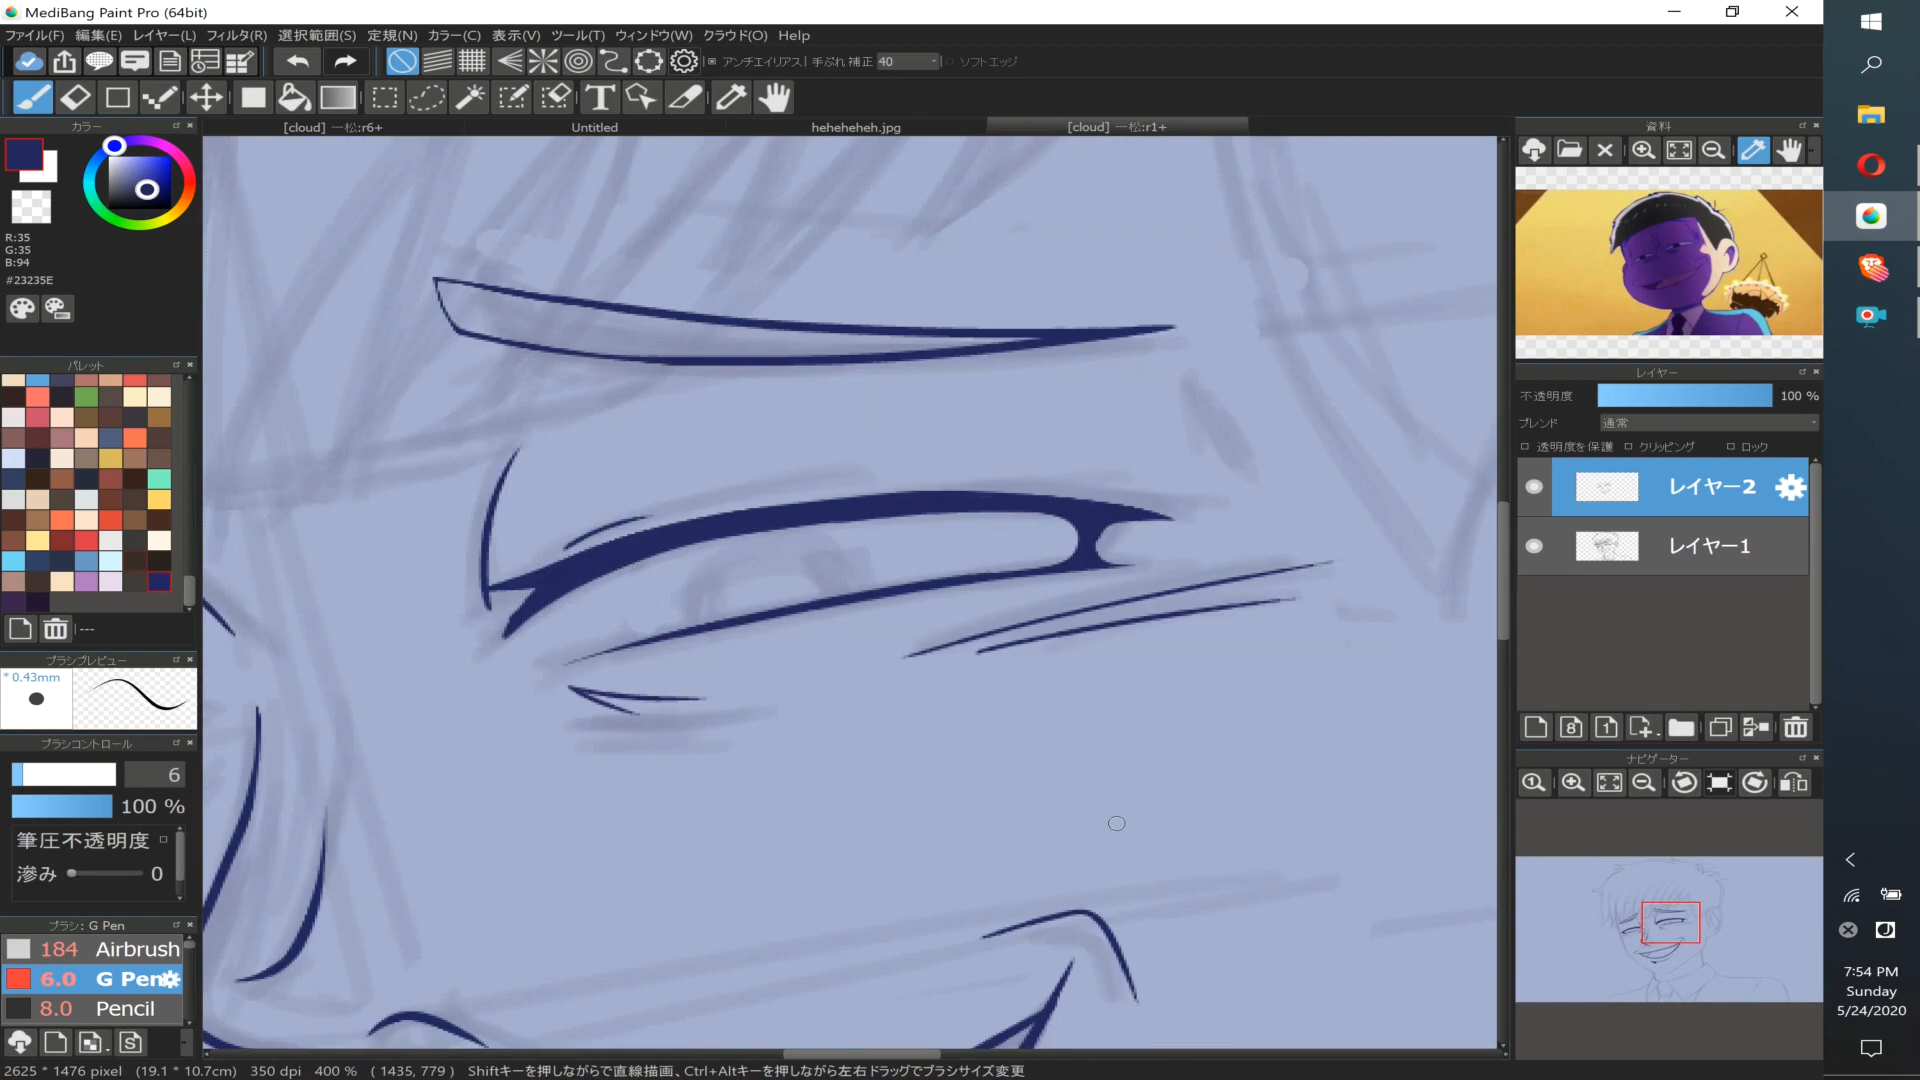 MediBang Paint Pro (64bit)
ファイル(F) 編集(E) レイヤー(L) フィルタ(R) 選択範囲(S) 定規(N) カラー(C) 表示(V) ツール(T) ウィンドウ(W) クラウド(O) Help
アンチエイリアス 手ぶれ補正 40 ソフトエッジ
カラー
[cloud] 一松:r6+ Untitled heheheheh.jpg [cloud] 一松:r1+
資料
R:35
G:35
B:94
#23235E
パレット
---
ブラシプレビュー
* 0.43mm
ブラシコントロール
6
100 %
筆圧不透明度
滲み 0
ブラシ: G Pen
184 Airbrush
6.0 G Pen
8.0 Pencil
レイヤー
不透明度 100 %
ブレンド 通常
透明度を保護 クリッピング ロック
レイヤー2
レイヤー1
8 1
ナビゲーター
7:54 PM
Sunday
5/24/2020
2625 * 1476 pixel (19.1 * 10.7cm) 350 dpi 400 % ( 1435, 779 ) Shiftキーを押しながらで直線描画、Ctrl+Altキーを押しながら左右ドラッグでブラシサイズ変更